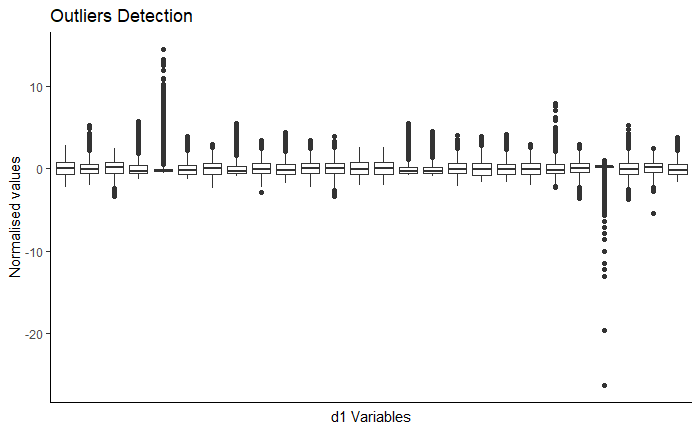 Outliers Detection
10
0
-10
-20
Normalised values
d1 Variables